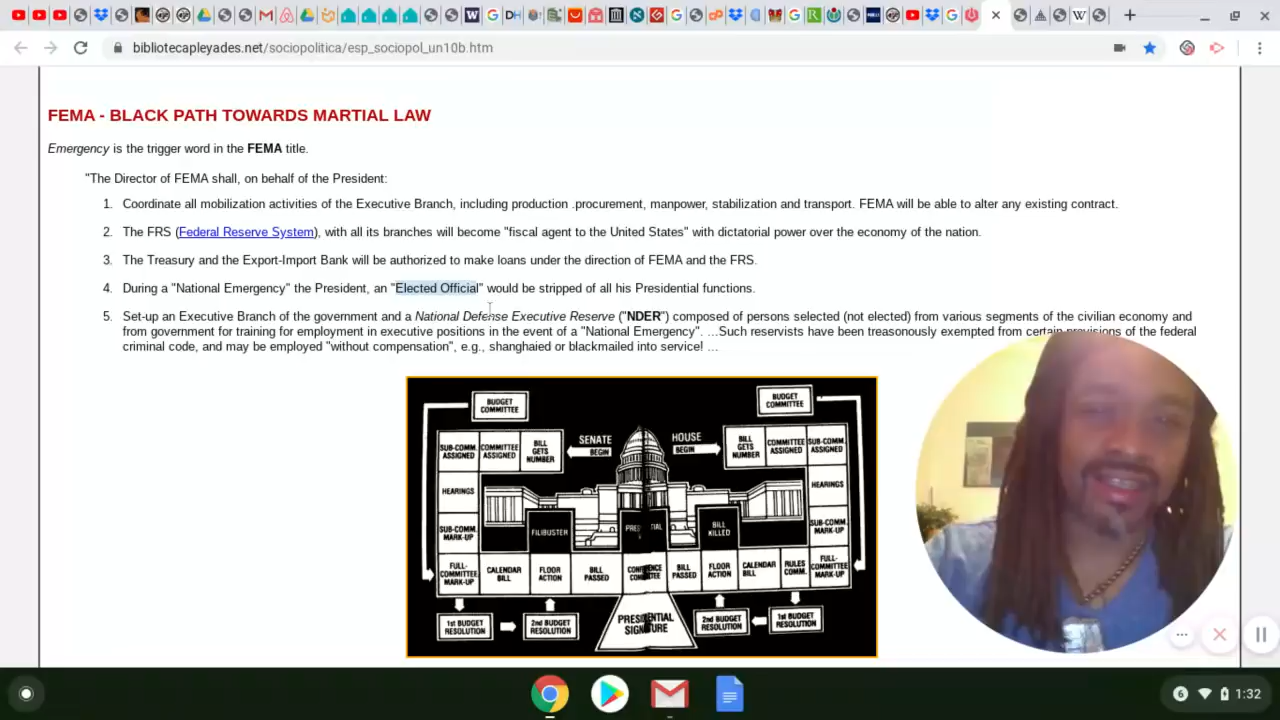 bibliotecapleyades.net/sociopolitica/esp_sociopol_un10b.htm
FEMA - BLACK PATH TOWARDS MARTIAL LAW
Emergency is the trigger word in the FEMA title.
"The Director of FEMA shall, on behalf of the President:
1. Coordinate all mobilization activities of the Executive Branch, including production .procurement, manpower, stabilization and transport. FEMA will be able to alter any existing contract.
2. The FRS (Federal Reserve System), with all its branches will become "fiscal agent to the United States" with dictatorial power over the economy of the nation.
3. The Treasury and the Export-Import Bank will be authorized to make loans under the direction of FEMA and the FRS.
4. During a "National Emergency" the President, an "Elected Official" would be stripped of all his Presidential functions.
5. Set-up an Executive Branch of the government and a National Defense Executive Reserve ("NDER") composed of persons selected (not elected) from various segments of the civilian economy and
from government for training for employment in executive positions in the event of a "National Emergency". ...Such reservists have been treasonously exempted from certain provisions of the federal
criminal code, and may be employed "without compensation", e.g., shanghaied or blackmailed into service! ...
BUDGET
COMMITTEE
BUDGET
COMMITTEE
SUB-COMM.
ASSIGNED
COMMITTEE
ASSIGNED
BILL
GETS
NUMBER
SENATE
BEGIN
HOUSE
BEGIN
BILL
GETS
NUMBER
COMMITTEE
ASSIGNED
SUB-COMM.
ASSIGNED
HEARINGS
HEARINGS
SUB-COMM.
MARK-UP
FILIBUSTER
BILL
KILLED
SUB-COMM.
MARK-UP
FULL-
COMMITTEE
MARK-UP
CALENDAR
BILL
FLOOR
ACTION
BILL
PASSED
BILL
PASSED
FLOOR
ACTION
CALENDAR
BILL
RULES
COMM.
FULL-
COMMITTEE
MARK-UP
1st BUDGET
RESOLUTION
2nd BUDGET
RESOLUTION
PRESIDENTIAL
SIGNATURE
2nd BUDGET
RESOLUTION
1st BUDGET
RESOLUTION
6
1:32